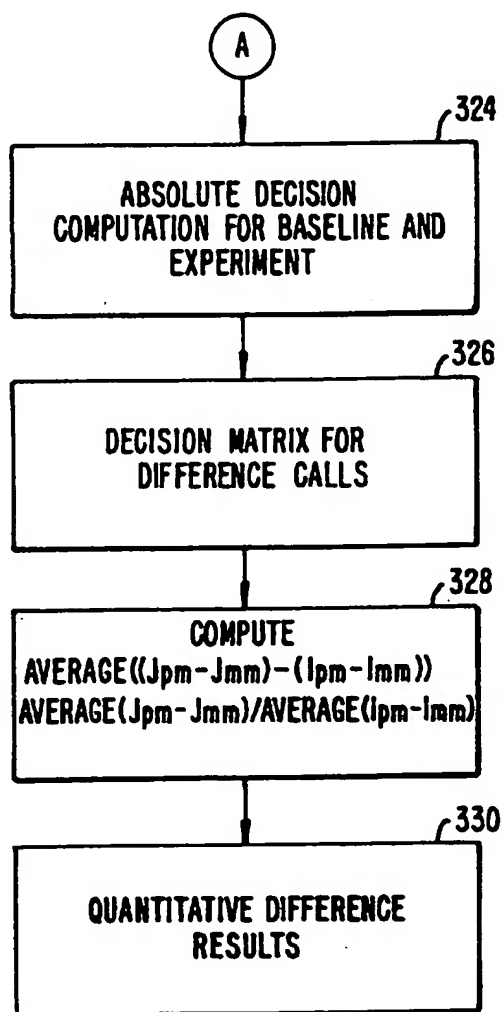 A
324
ABSOLUTE DECISION
COMPUTATION FOR BASELINE AND
EXPERIMENT
326
DECISION MATRIX FOR
DIFFERENCE CALLS
328
COMPUTE
AVERAGE((Jpm-Jmm)-(Ipm-Imm))
AVERAGE(Jpm-Jmm)/AVERAGE(Ipm-Imm)
330
QUANTITATIVE DIFFERENCE
RESULTS